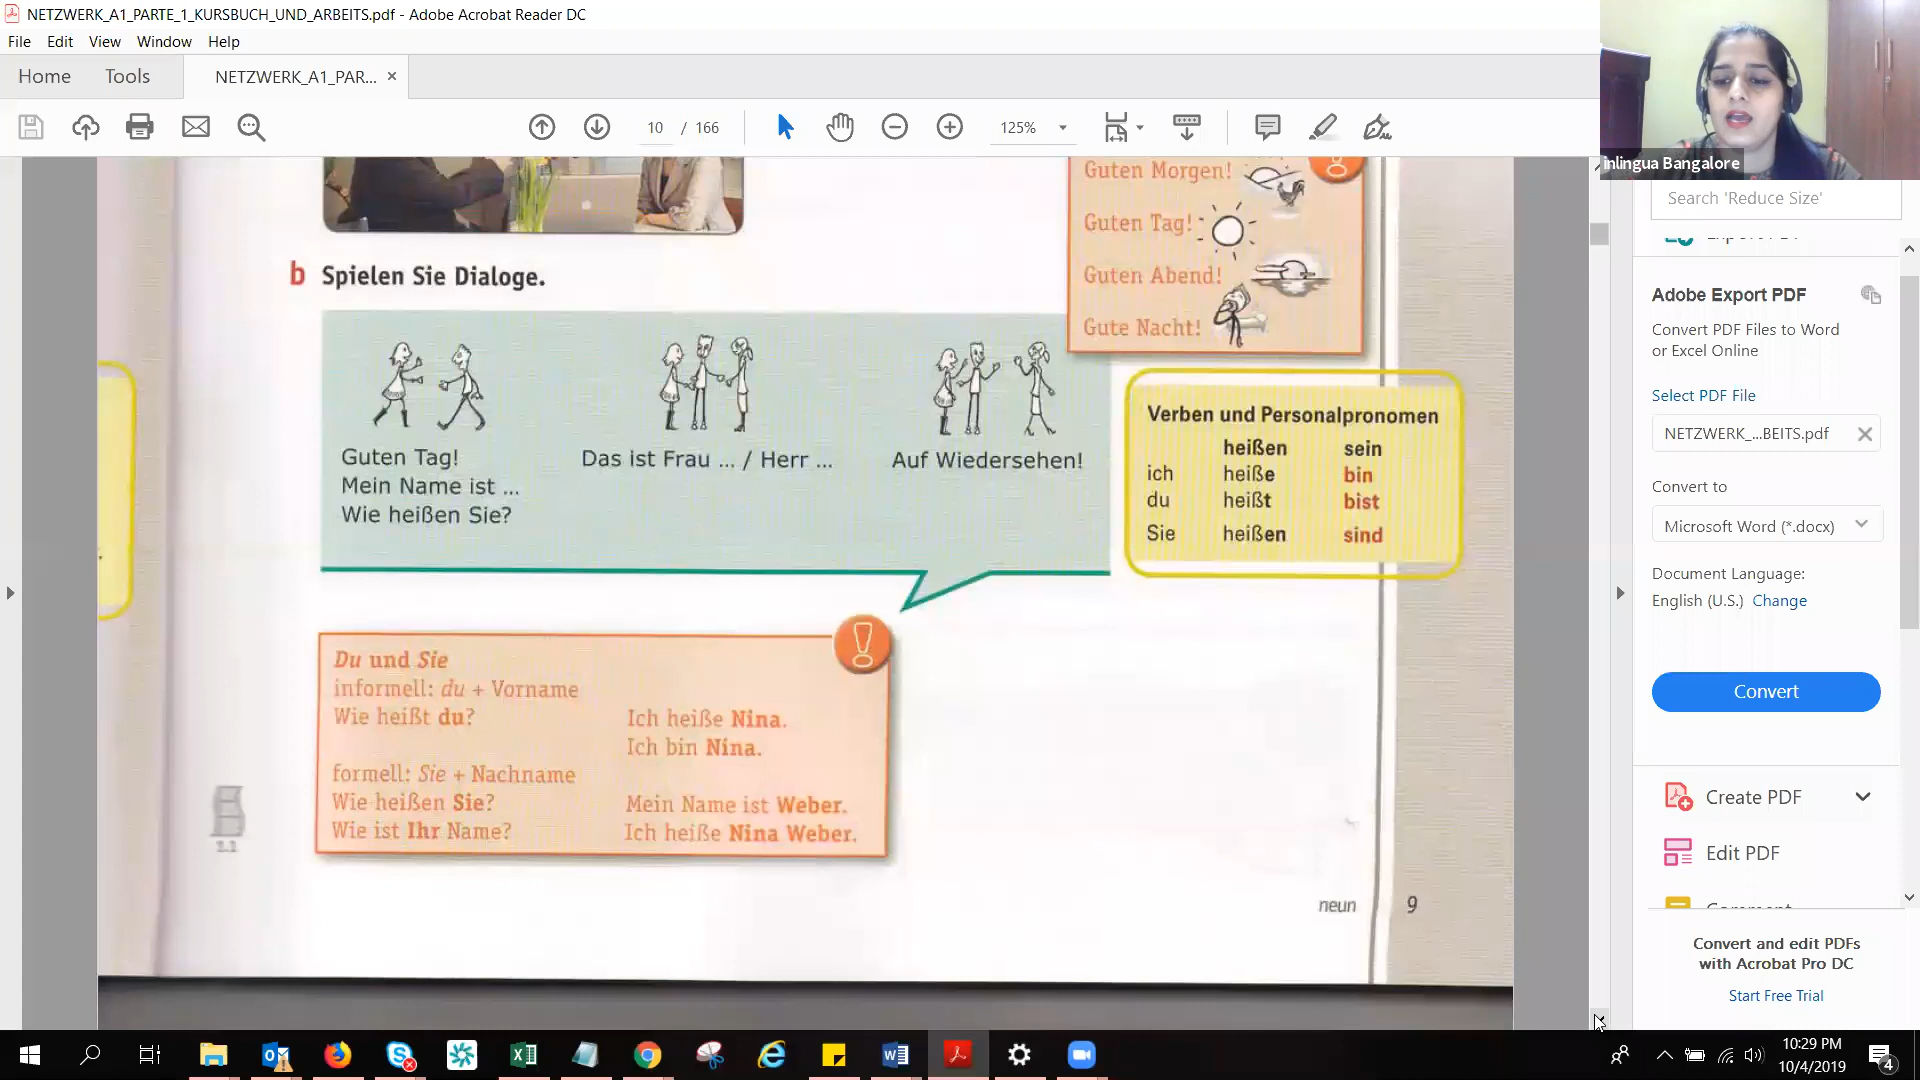 NETZWERK_A1_PARTE_1_KURSBUCH_UND_ARBEITS.pdf - Adobe Acrobat Reader DC
File Edit View Window Help
Home Tools NETZWERK_A1_PAR... ×
10 / 166 125%
inlingua Bangalore
Guten Morgen!
Guten Tag!
Guten Abend!
Gute Nacht!
b Spielen Sie Dialoge.
Guten Tag!
Mein Name ist ...
Wie heißen Sie?
Das ist Frau ... / Herr ...
Auf Wiedersehen!
Verben und Personalpronomen
heißen sein
ich heiße bin
du heißt bist
Sie heißen sind
Du und Sie
informell: du + Vorname
Wie heißt du? Ich heiße Nina.
Ich bin Nina.
formell: Sie + Nachname
Wie heißen Sie? Mein Name ist Weber.
Wie ist Ihr Name? Ich heiße Nina Weber.
1.1
neun 9
Search 'Reduce Size'
Adobe Export PDF
Convert PDF Files to Word
or Excel Online
Select PDF File
NETZWERK_...BEITS.pdf
Convert to
Microsoft Word (*.docx)
Document Language:
English (U.S.) Change
Convert
Create PDF
Edit PDF
Convert and edit PDFs
with Acrobat Pro DC
Start Free Trial
10:29 PM
10/4/2019
4